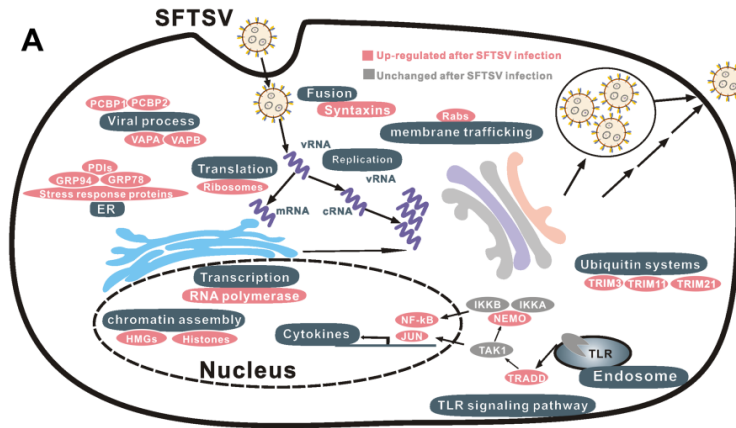 A
SFTSV
Up-regulated after SFTSV infection
Unchanged after SFTSV infection
PCBP1
PCBP2
Viral process
VAPA
VAPB
Fusion
Syntaxins
Rabs
membrane trafficking
PDIs
GRP94
GRP78
Stress response proteins
ER
Translation
Ribosomes
vRNA
Replication
vRNA
mRNA
cRNA
Transcription
RNA polymerase
chromatin assembly
HMGs
Histones
Nucleus
Cytokines
NF-kB
JUN
IKKB
IKKA
NEMO
TAK1
TRADD
TLR
Endosome
TLR signaling pathway
Ubiquitin systems
TRIM3
TRIM11
TRIM21